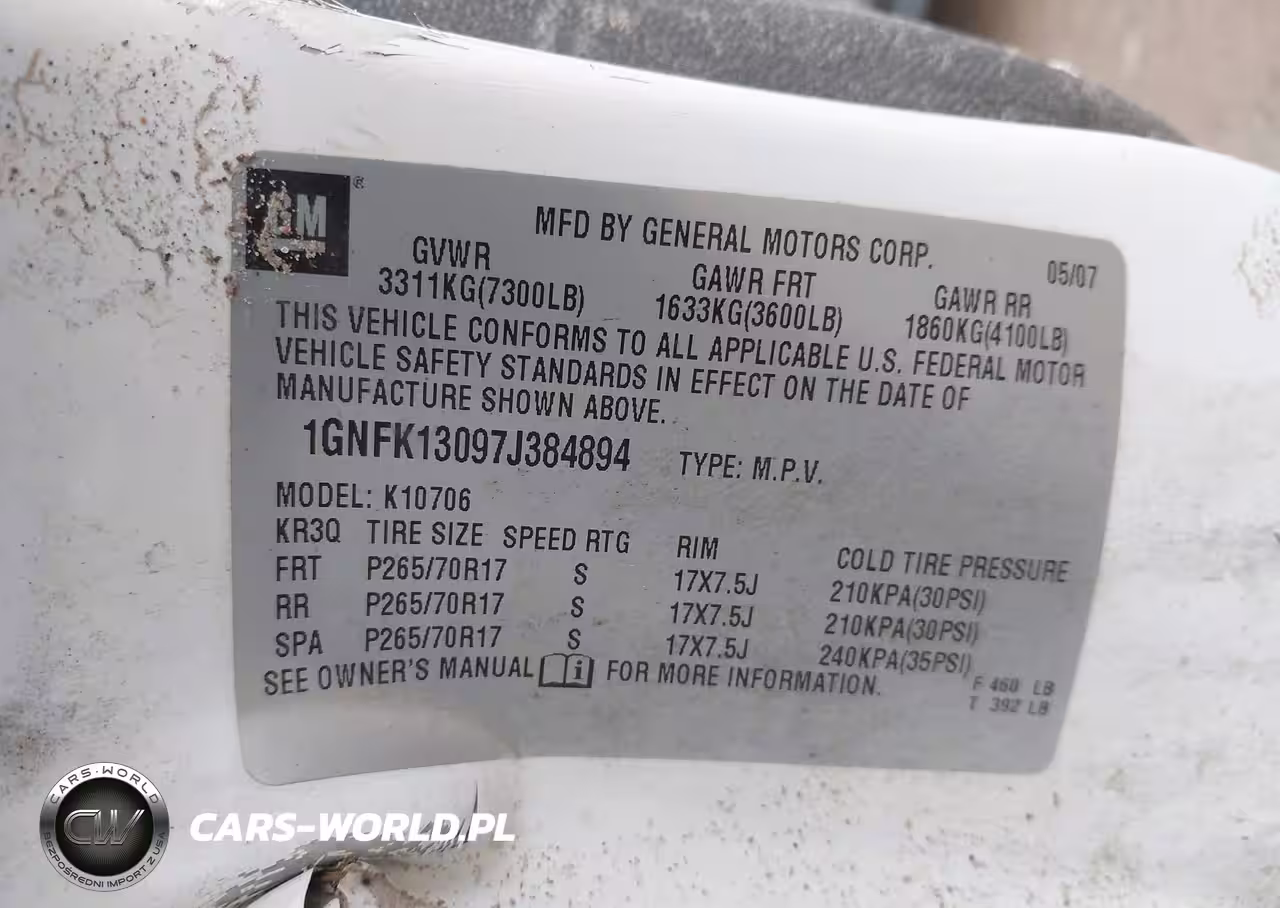 GM ®
MFD BY GENERAL MOTORS CORP. 05/07
GVWR GAWR FRT GAWR RR
3311KG(7300LB) 1633KG(3600LB) 1860KG(4100LB)
THIS VEHICLE CONFORMS TO ALL APPLICABLE U.S. FEDERAL MOTOR
VEHICLE SAFETY STANDARDS IN EFFECT ON THE DATE OF
MANUFACTURE SHOWN ABOVE.
1GNFK13097J384894 TYPE: M.P.V.
MODEL: K10706
KR3Q TIRE SIZE SPEED RTG RIM COLD TIRE PRESSURE
FRT P265/70R17 S 17X7.5J 210KPA(30PSI)
RR P265/70R17 S 17X7.5J 210KPA(30PSI)
SPA P265/70R17 S 17X7.5J 240KPA(35PSI)
SEE OWNER'S MANUAL i FOR MORE INFORMATION.
F 460 LB
T 392 LB
CARS-WORLD
CW
BEZPOŚREDNI IMPORT Z USA
CARS-WORLD.PL